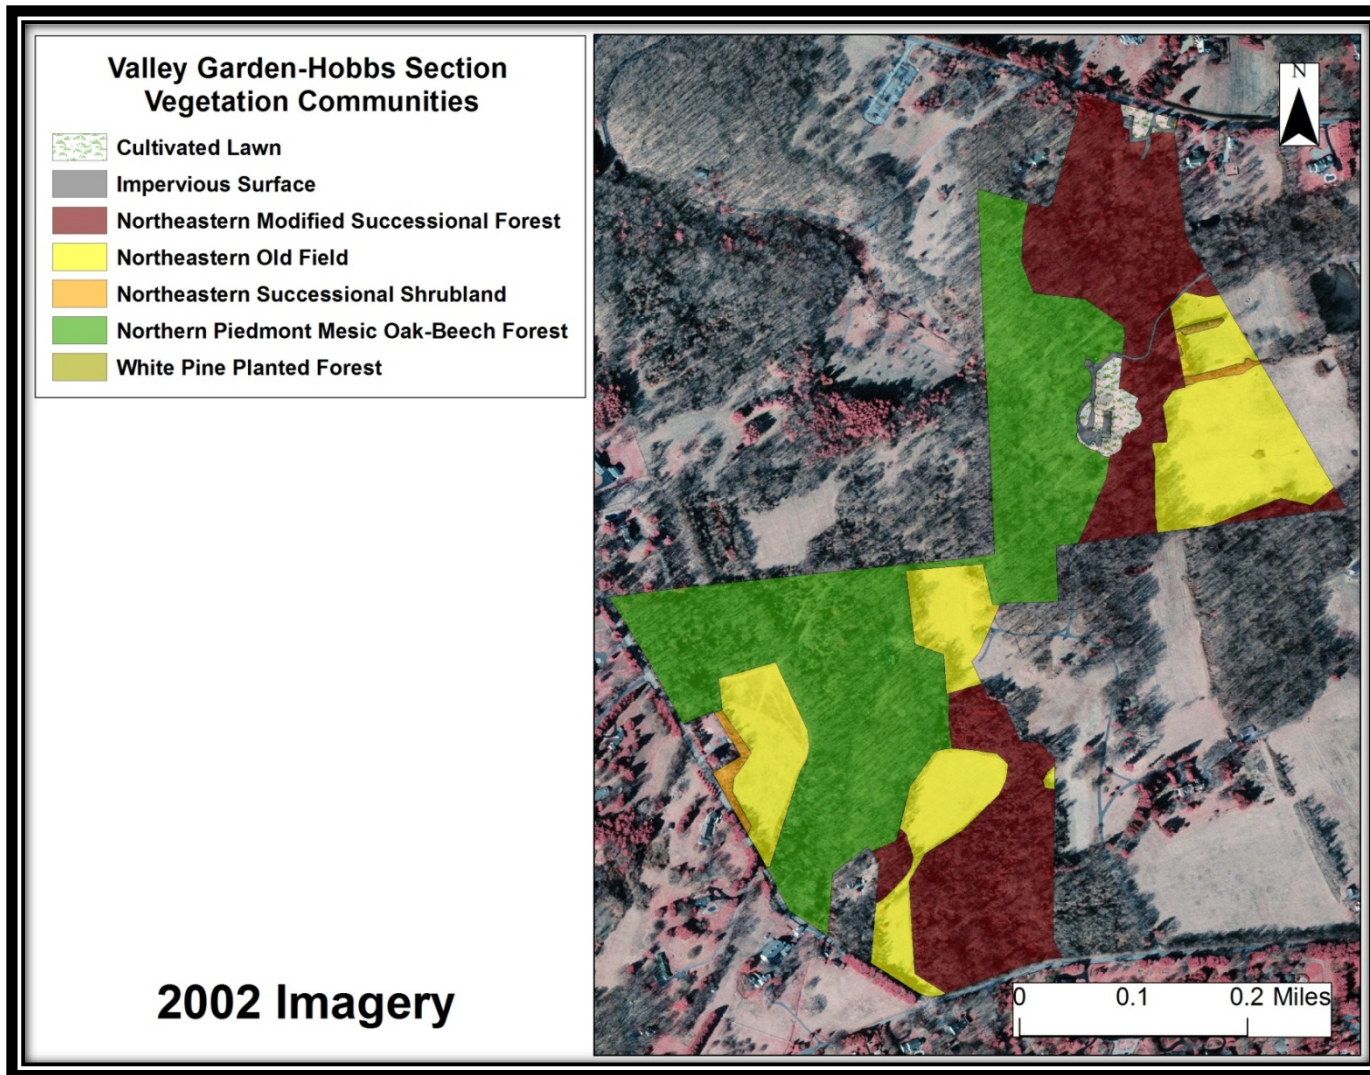 Valley Garden-Hobbs Section
Vegetation Communities
Cultivated Lawn
Impervious Surface
Northeastern Modified Successional Forest
Northeastern Old Field
Northeastern Successional Shrubland
Northern Piedmont Mesic Oak-Beech Forest
White Pine Planted Forest
2002 Imagery
N
0 0.1 0.2 Miles